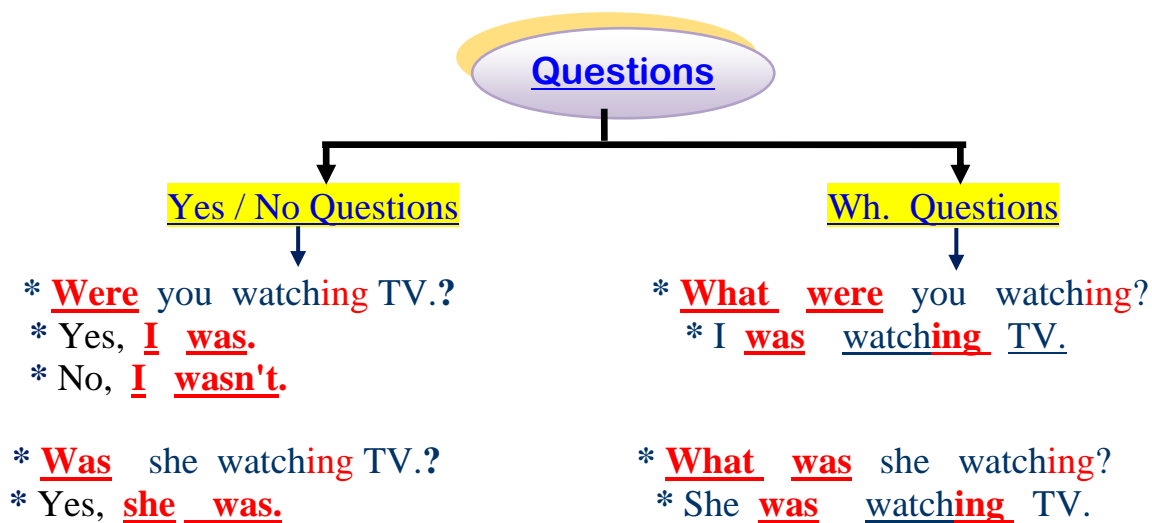 Questions
Yes / No Questions
* Were you watching TV.?
* Yes, I was.
* No, I wasn't.
* Was she watching TV.?
* Yes, she was.
Wh. Questions
* What were you watching?
* I was watching TV.
* What was she watching?
* She was watching TV.